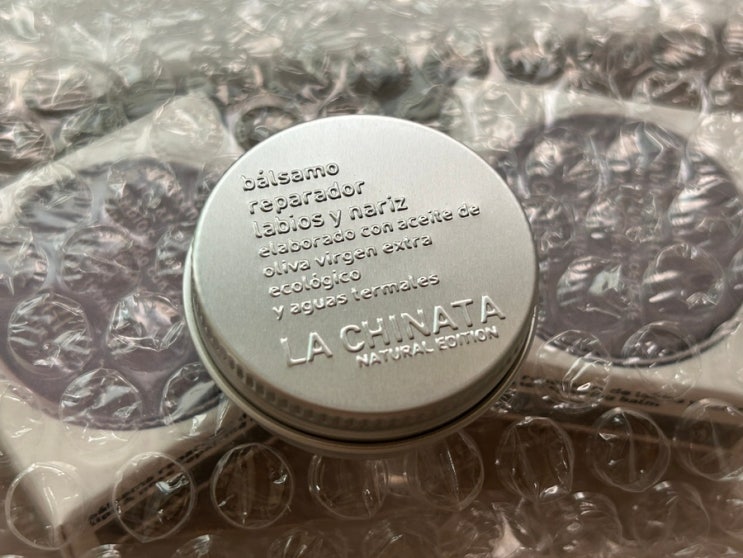 bálsamo
reparador
labios y nariz
elaborado con aceite de
oliva virgen extra
ecológico
y aguas termales
LA CHINATA
NATURAL EDITION